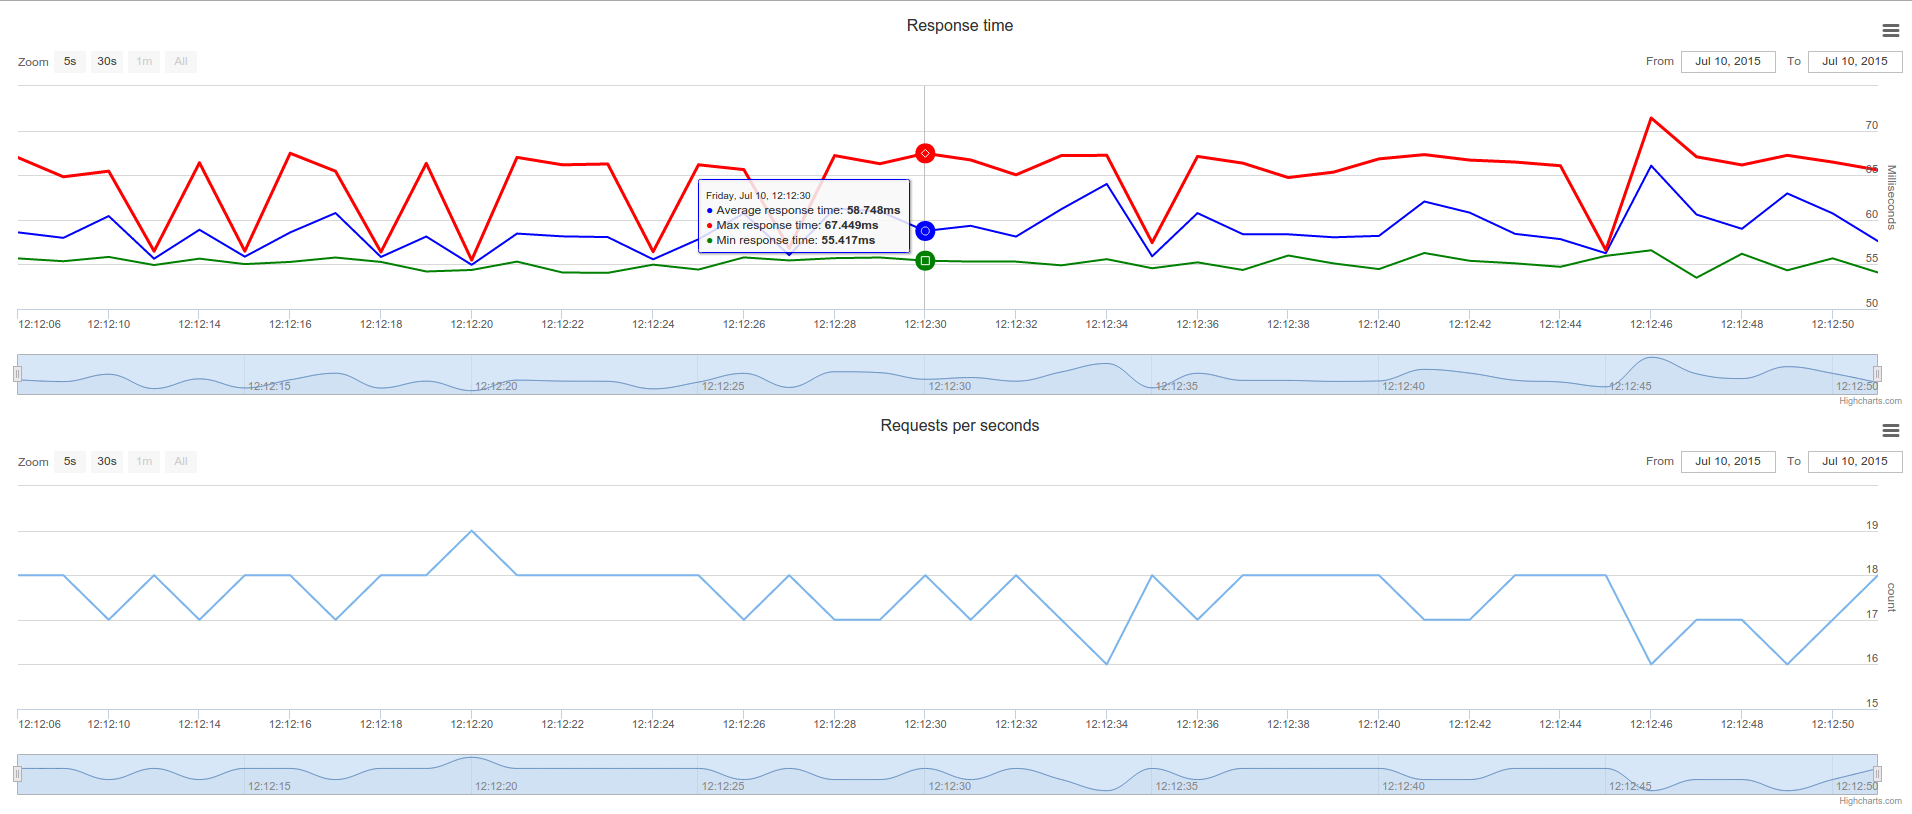 Response time
Zoom 5s 30s 1m All From Jul 10, 2015 To Jul 10, 2015
70
65
60
55
50
Milliseconds
Friday, Jul 10, 12:12:30
● Average response time: 58.748ms
● Max response time: 67.449ms
● Min response time: 55.417ms
12:12:06 12:12:10 12:12:14 12:12:16 12:12:18 12:12:20 12:12:22 12:12:24 12:12:26 12:12:28 12:12:30 12:12:32 12:12:34 12:12:36 12:12:38 12:12:40 12:12:42 12:12:44 12:12:46 12:12:48 12:12:50
12:12:15 12:12:20 12:12:25 12:12:30 12:12:35 12:12:40 12:12:45 12:12:50
Highcharts.com
Requests per seconds
Zoom 5s 30s 1m All From Jul 10, 2015 To Jul 10, 2015
19
18
17
16
15
count
12:12:06 12:12:10 12:12:14 12:12:16 12:12:18 12:12:20 12:12:22 12:12:24 12:12:26 12:12:28 12:12:30 12:12:32 12:12:34 12:12:36 12:12:38 12:12:40 12:12:42 12:12:44 12:12:46 12:12:48 12:12:50
12:12:15 12:12:20 12:12:25 12:12:30 12:12:35 12:12:40 12:12:45 12:12:50
Highcharts.com